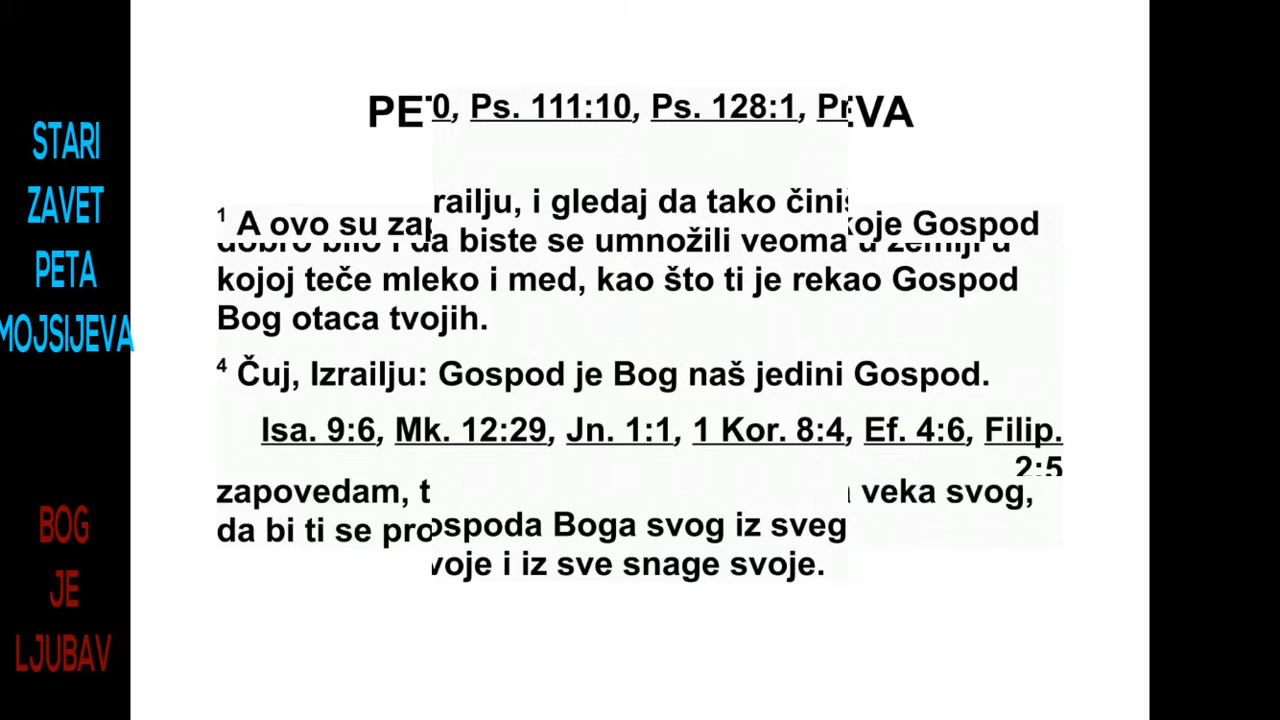 STARI
ZAVET
PETA
MOJSIJEVA
BOG
JE
LJUBAV
PE 0, Ps. 111:10, Ps. 128:1, EVA
railju, i gledaj da tako činiš
1 A ovo su koje Gospod
dobro bilo i da biste se umnožili veoma u zemlji u
kojoj teče mleko i med, kao što ti je rekao Gospod
Bog otaca tvojih.
4 Čuj, Izrailju: Gospod je Bog naš jedini Gospod.
Isa. 9:6, Mk. 12:29, Jn. 1:1, 1 Kor. 8:4, Ef. 4:6, Filip.
2:5
zapovedam, veka svog,
da bi ti se pro ospoda Boga svog iz sveg
voje i iz sve snage svoje.